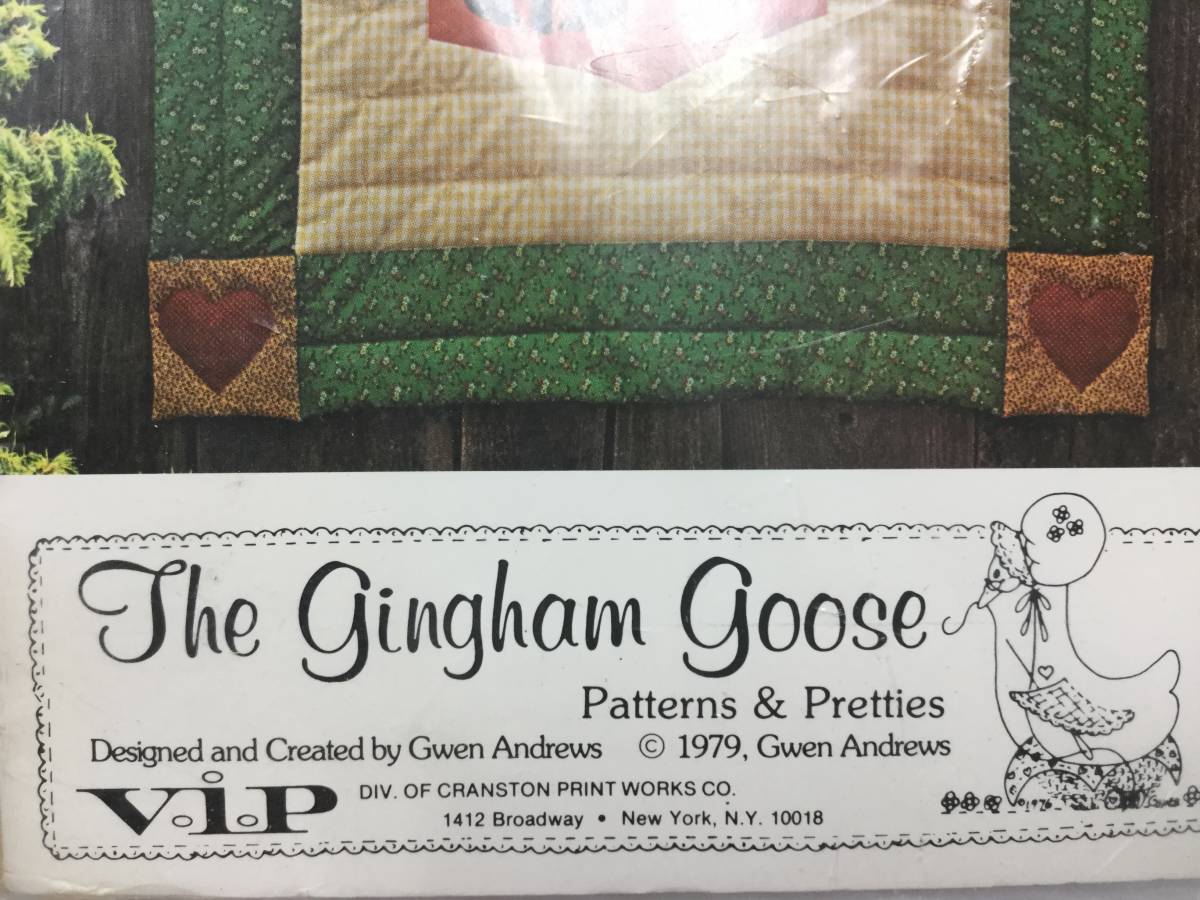 The Gingham Goose
Patterns & Pretties
Designed and Created by Gwen Andrews © 1979, Gwen Andrews
V.I.P DIV. OF CRANSTON PRINT WORKS CO.
1412 Broadway • New York, N.Y. 10018
©1976